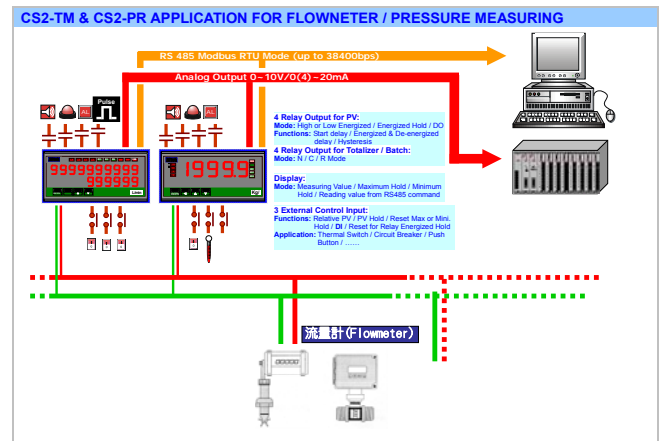 CS2-TM & CS2-PR APPLICATION FOR FLOWNETER / PRESSURE MEASURING
RS 485 Modbus RTU Mode (up to 38400bps)
Analog Output 0~10V/0(4)~20mA
AL
Pulse
AL
4 Relay Output for PV:
Mode: High or Low Energized / Energized Hold / DO
Functions: Start delay / Energized & De-energized
delay / Hysteresis
4 Relay Output for Totalizer / Batch:
Mode: N / C / R Mode
Display:
Mode: Measuring Value / Maximum Hold / Minimum
Hold / Reading value from RS485 command
3 External Control Input:
Functions: Relative PV / PV Hold / Reset Max or Mini.
Hold / DI / Reset for Relay Energized Hold
Application: Thermal Switch / Circuit Breaker / Push
Button / ......
9999999999
999999
L/min
1999.9
Kgf
流量計(Flowmeter)